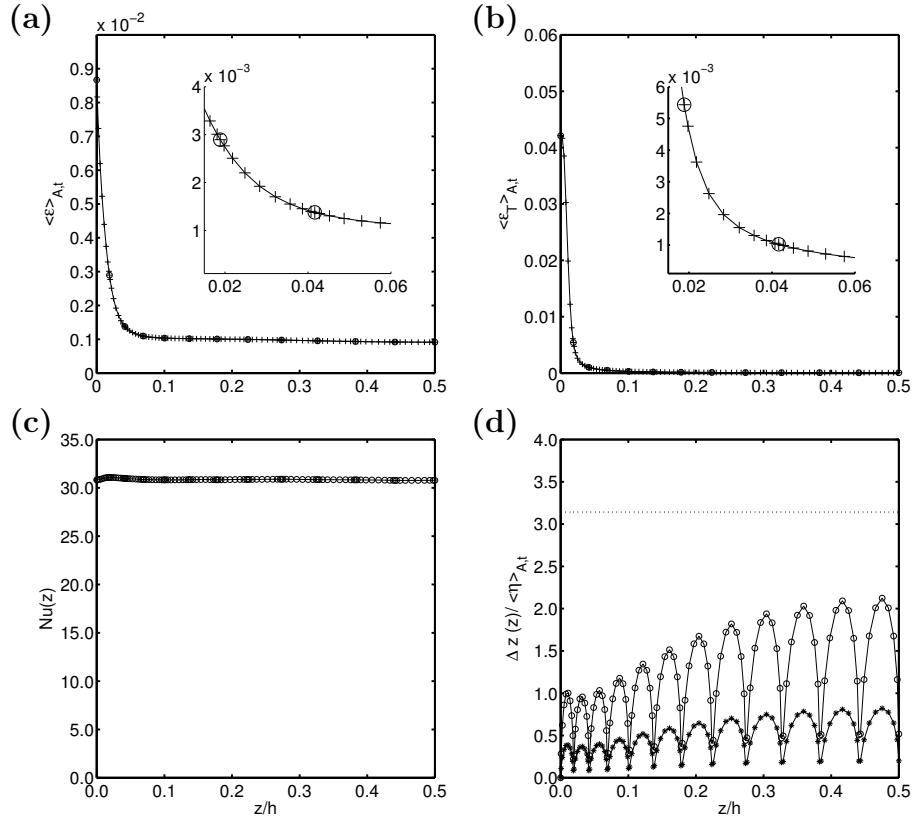 (a)
x 10⁻²
0.9
0.8
0.7
0.6
0.5
0.4
0.3
0.2
0.1
0
0 0.1 0.2 0.3 0.4 0.5
<ε>A,t
x 10⁻³
4
3
2
1
0.02 0.04 0.06
(b)
0.06
0.05
0.04
0.03
0.02
0.01
0
0 0.1 0.2 0.3 0.4 0.5
<εT>A,t
x 10⁻³
6
5
4
3
2
1
0.02 0.04 0.06
(c)
35.0
30.0
25.0
20.0
15.0
10.0
5.0
0.0
0.0 0.1 0.2 0.3 0.4 0.5
Nu(z)
z/h
(d)
4.0
3.5
3.0
2.5
2.0
1.5
1.0
0.5
0.0
0.0 0.1 0.2 0.3 0.4 0.5
Δ z (z)/ <η>A,t
z/h